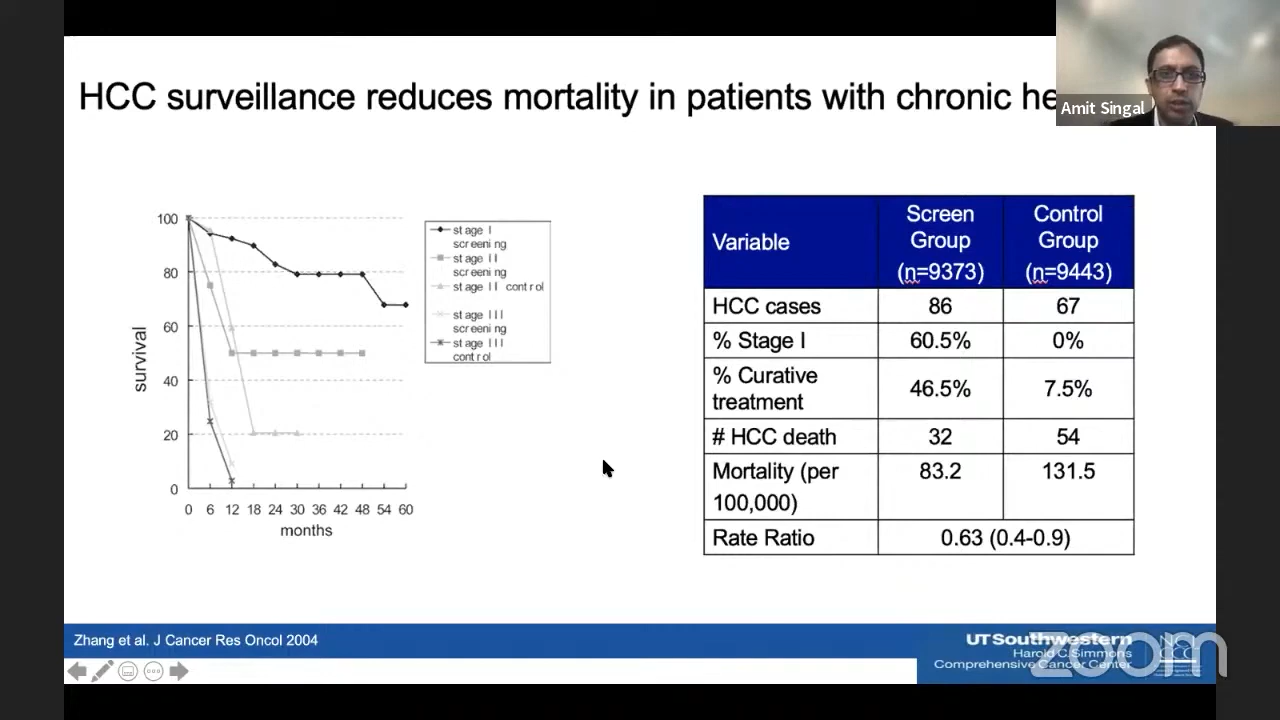 HCC surveillance reduces mortality in patients with chronic he
Amit Singal
100
80
60
40
20
0
survival
0 6 12 18 24 30 36 42 48 54 60
months
stage I
screening
stage II
screening
stage II control
stage III
screening
stage III
control
Variable Screen Group (n=9373) Control Group (n=9443)
HCC cases 86 67
% Stage I 60.5% 0%
% Curative treatment 46.5% 7.5%
# HCC death 32 54
Mortality (per 100,000) 83.2 131.5
Rate Ratio 0.63 (0.4-0.9)
Zhang et al. J Cancer Res Oncol 2004
UT Southwestern
Harold C. Simmons
Comprehensive Cancer Center
zoom